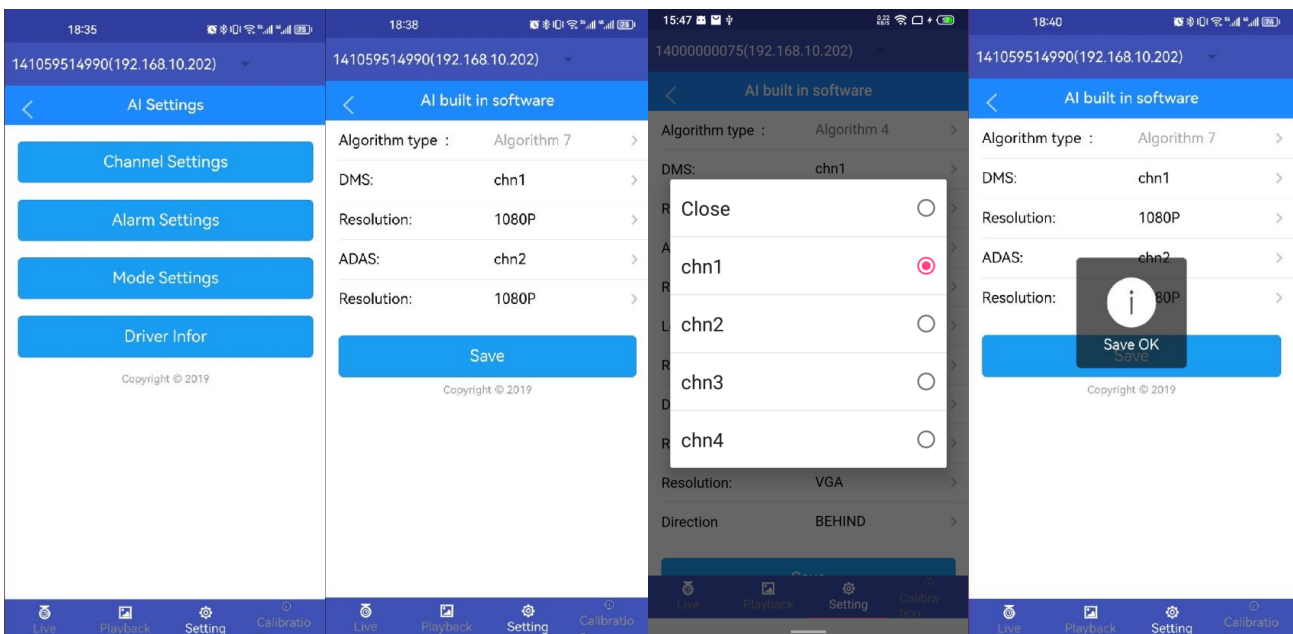 18:35
141059514990(192.168.10.202)
AI Settings
Channel Settings
Alarm Settings
Mode Settings
Driver Infor
Copyright © 2019
Live
Playback
Setting
Calibratio
18:38
141059514990(192.168.10.202)
AI built in software
Algorithm type : Algorithm 7
DMS: chn1
Resolution: 1080P
ADAS: chn2
Resolution: 1080P
Save
Copyright © 2019
Live
Playback
Setting
Calibratio
15:47
14000000075(192.168.10.202)
AI built in software
Algorithm type : Algorithm 4
DMS: chn1
Close
chn1
chn2
chn3
chn4
Resolution: VGA
Direction BEHIND
Live
Playback
Setting
Calibra-
tion
18:40
141059514990(192.168.10.202)
AI built in software
Algorithm type : Algorithm 7
DMS: chn1
Resolution: 1080P
ADAS: chn2
Resolution: 80P
Save OK
Save
Copyright © 2019
Live
Playback
Setting
Calibratio